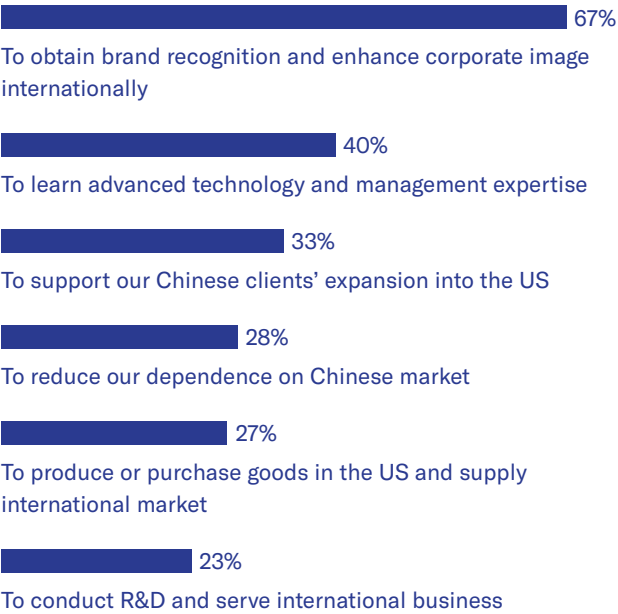 67%
To obtain brand recognition and enhance corporate image
internationally
40%
To learn advanced technology and management expertise
33%
To support our Chinese clients’ expansion into the US
28%
To reduce our dependence on Chinese market
27%
To produce or purchase goods in the US and supply
international market
23%
To conduct R&D and serve international business